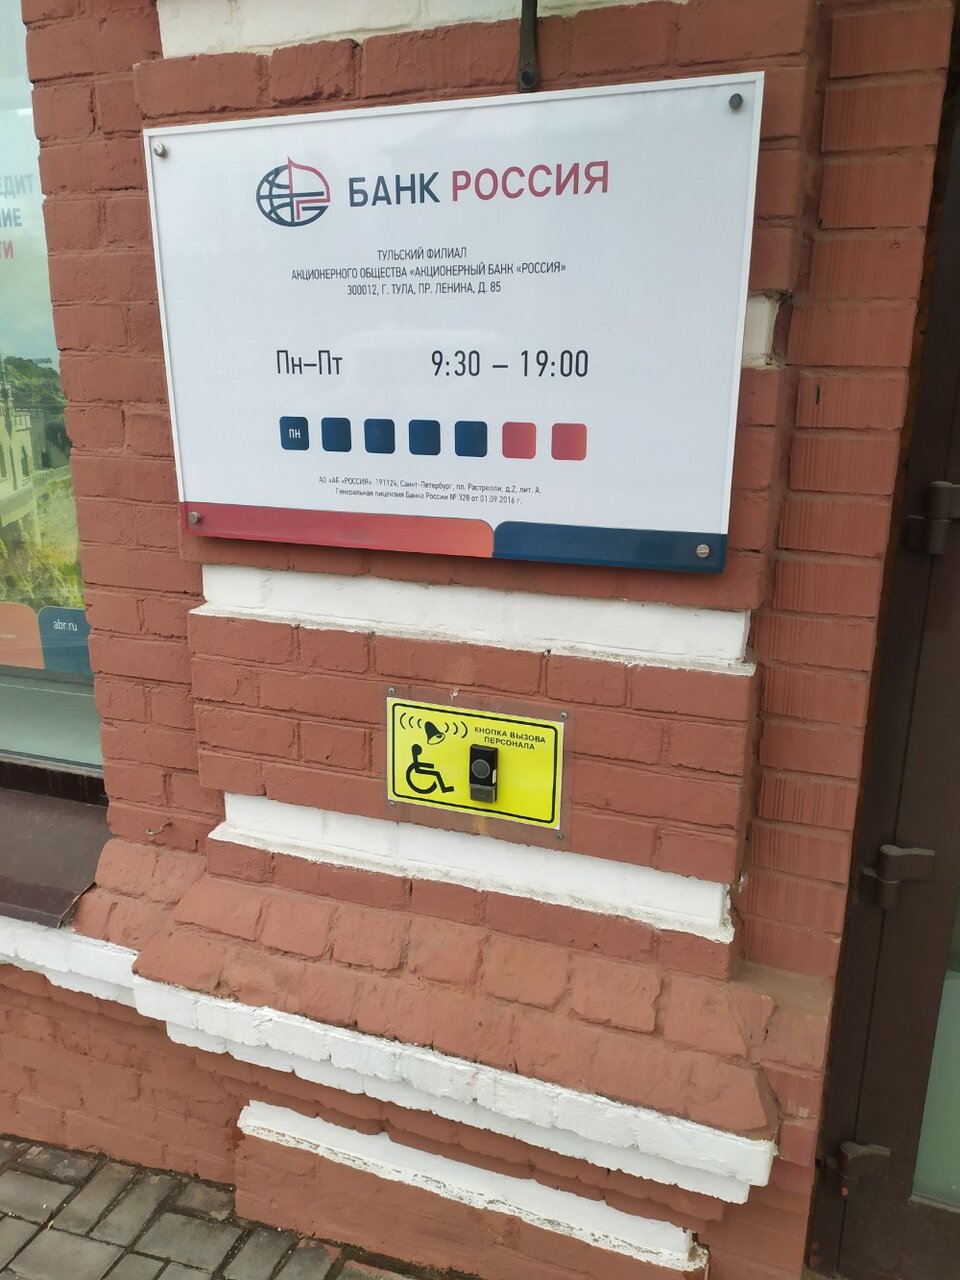 БАНК РОССИЯ
ТУЛЬСКИЙ ФИЛИАЛ
АКЦИОНЕРНОГО ОБЩЕСТВА «АКЦИОНЕРНЫЙ БАНК «РОССИЯ»
300012, Г. ТУЛА, ПР. ЛЕНИНА, Д. 85
Пн–Пт 9:30 – 19:00
ПН
АО «АБ «РОССИЯ». 191124, Санкт-Петербург, пл. Растрелли, д.2, лит. А.
Генеральная лицензия Банка России № 328 от 01.09.2016 г.
abr.ru
КНОПКА ВЫЗОВА
ПЕРСОНАЛА